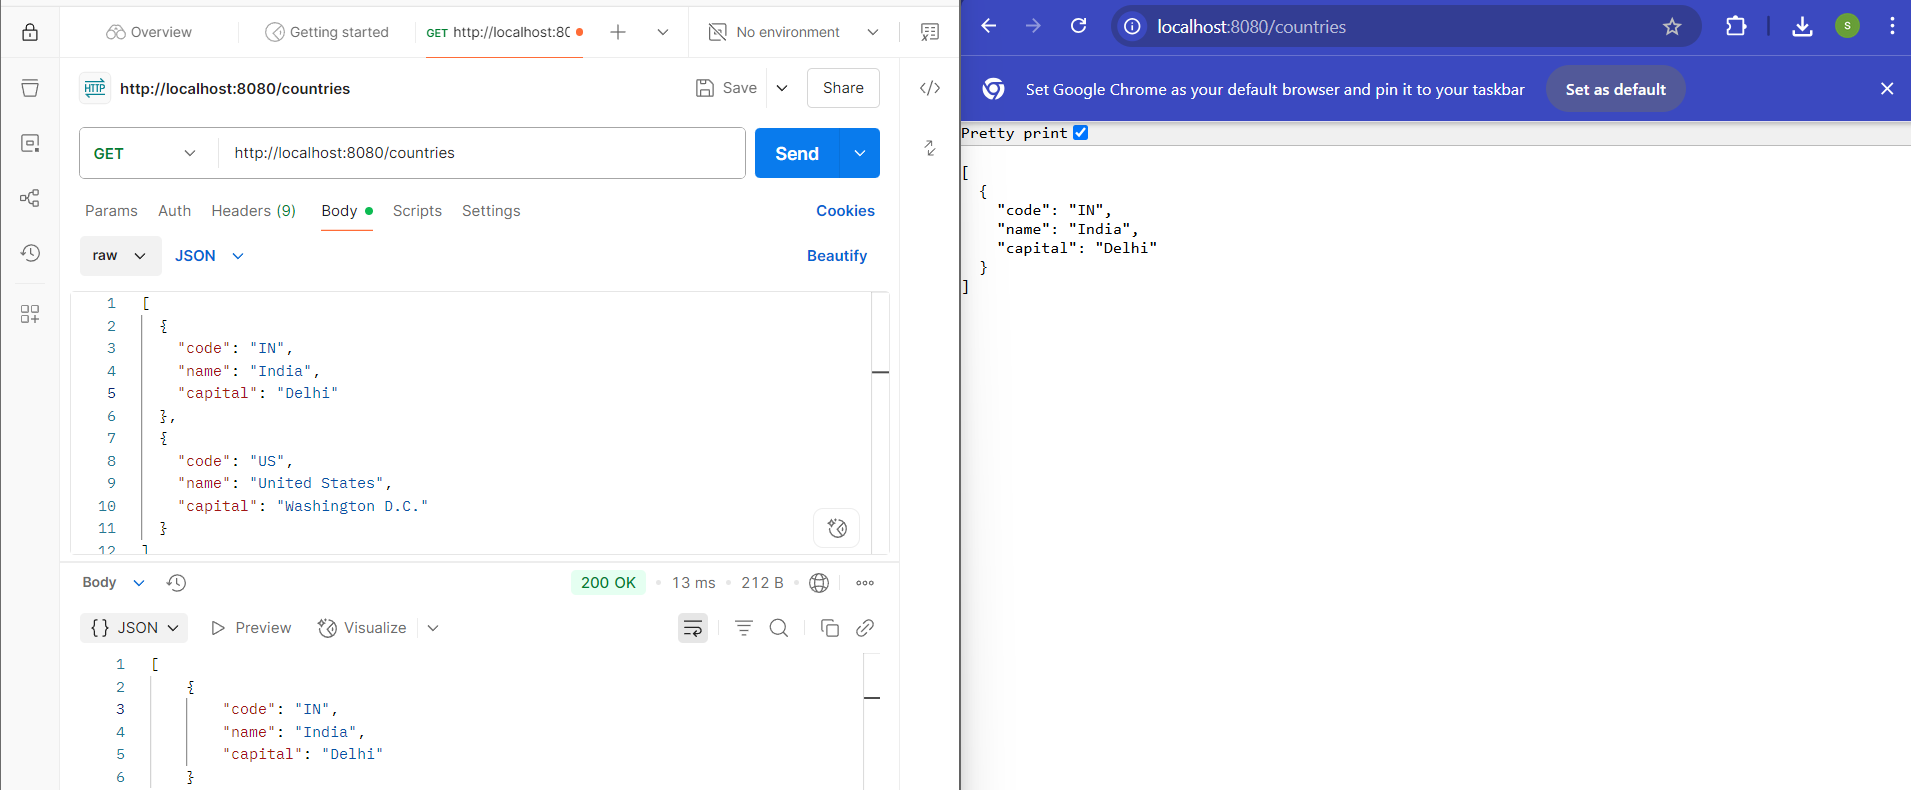 Overview
Getting started
GET http://localhost:80
No environment
http://localhost:8080/countries
Save
Share
GET
http://localhost:8080/countries
Send
Params
Auth
Headers (9)
Body
Scripts
Settings
Cookies
raw
JSON
Beautify
1 [
2 {
3 "code": "IN",
4 "name": "India",
5 "capital": "Delhi"
6 },
7 {
8 "code": "US",
9 "name": "United States",
10 "capital": "Washington D.C."
11 }
12 ]
Body
200 OK
13 ms
212 B
{} JSON
Preview
Visualize
1 [
2 {
3 "code": "IN",
4 "name": "India",
5 "capital": "Delhi"
6 }
localhost:8080/countries
S
Set Google Chrome as your default browser and pin it to your taskbar
Set as default
Pretty print
[
{
"code": "IN",
"name": "India",
"capital": "Delhi"
}
]